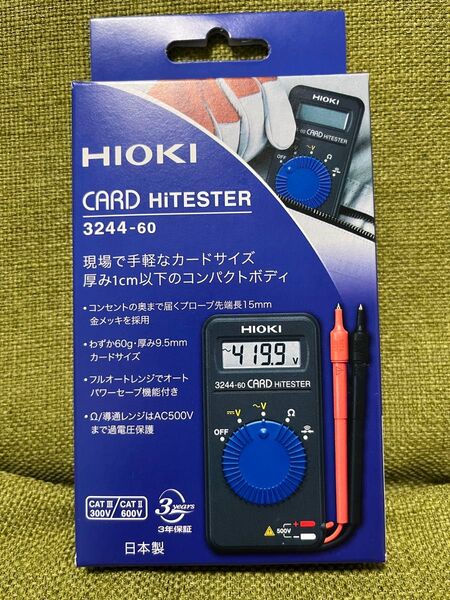 HIOKI
CARD HiTESTER
HIOKI
CARD HiTESTER
3244-60
現場で手軽なカードサイズ
厚み1cm以下のコンパクトボディ
・コンセントの奥まで届くプローブ先端長15mm
金メッキを採用
・わずか60g・厚み9.5mm
カードサイズ
・フルオートレンジでオート
パワーセーブ機能付き
・Ω/導通レンジはAC500V
まで過電圧保護
HIOKI
~419.9 V
3244-60 CARD HiTESTER
OFF
V
~V
Ω
500V
CAT Ⅲ
300V
CAT Ⅱ
600V
3 years
3年保証
日本製